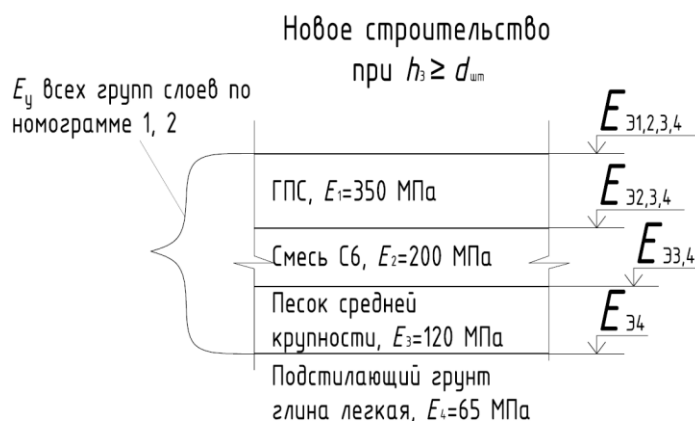 Новое строительство
при h₃ ≥ dшт
Eу всех групп слоев по
номограмме 1, 2
EЭ1,2,3,4
ГПС, E₁=350 МПа
EЭ2,3,4
Смесь С6, E₂=200 МПа
EЭ3,4
Песок средней
крупности, E₃=120 МПа
EЭ4
Подстилающий грунт
глина легкая, E₄=65 МПа